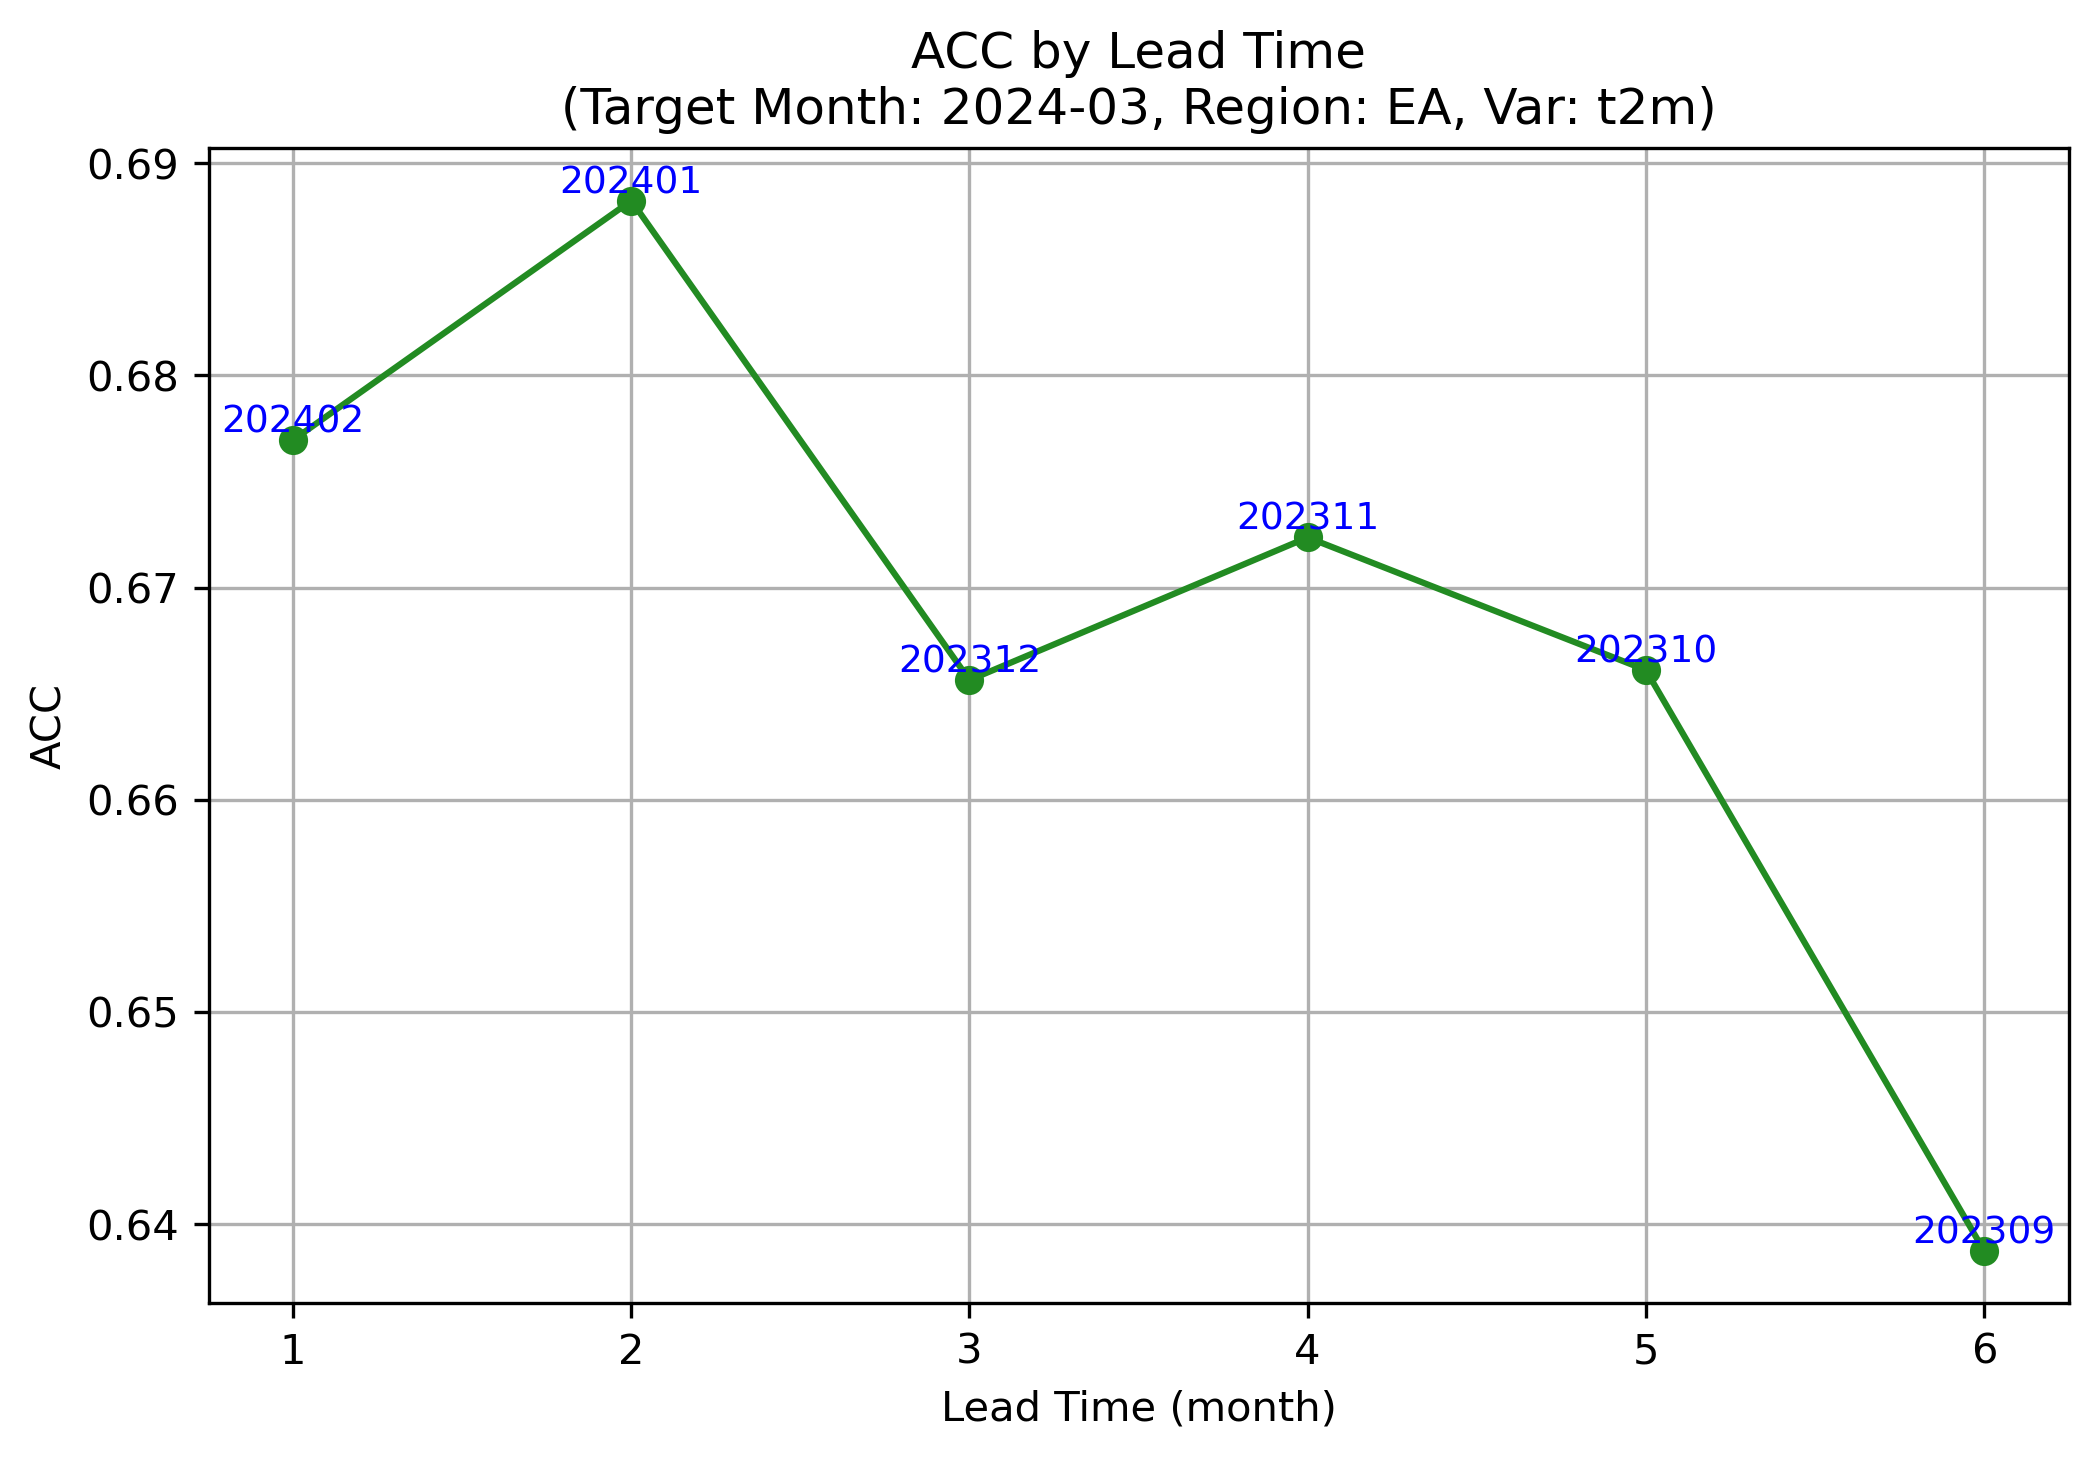 ACC by Lead Time
(Target Month: 2024-03, Region: EA, Var: t2m)
0.69
0.68
0.67
0.66
0.65
0.64
ACC
202402
202401
202312
202311
202310
202309
1 2 3 4 5 6
Lead Time (month)